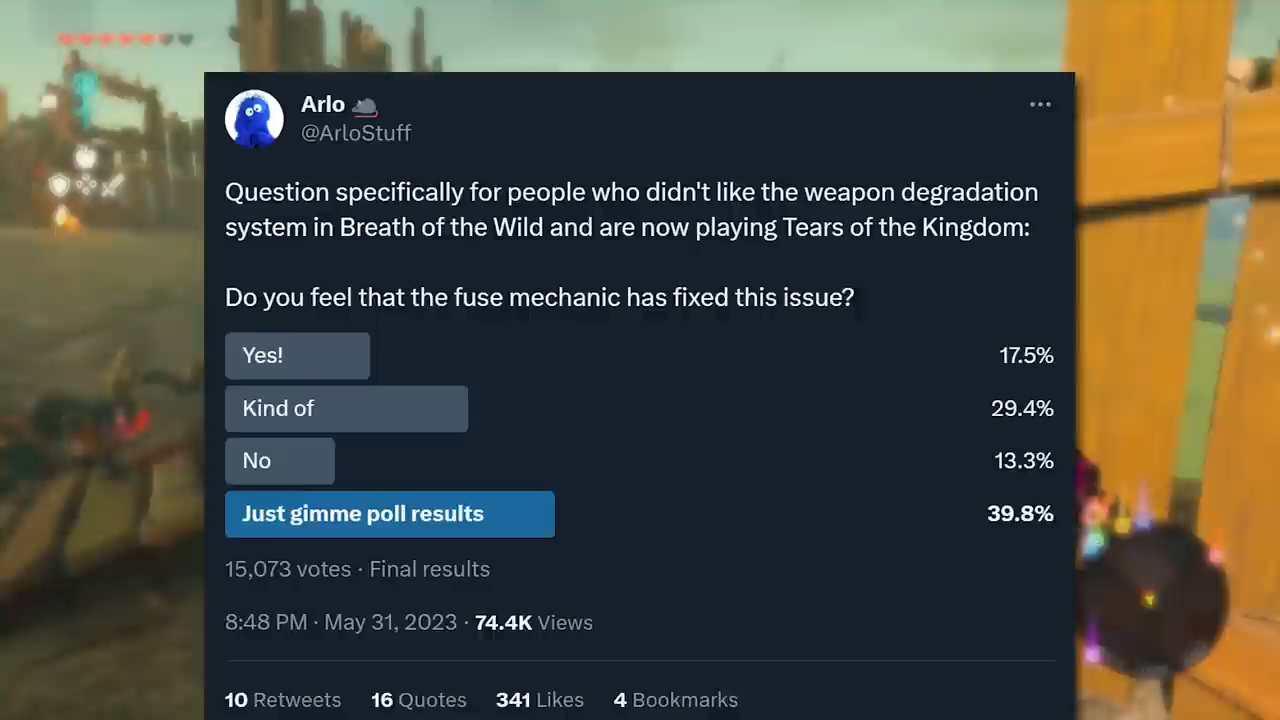 Arlo 🐀
@ArloStuff
Question specifically for people who didn't like the weapon degradation
system in Breath of the Wild and are now playing Tears of the Kingdom:
Do you feel that the fuse mechanic has fixed this issue?
Yes! 17.5%
Kind of 29.4%
No 13.3%
Just gimme poll results 39.8%
15,073 votes · Final results
8:48 PM · May 31, 2023 · 74.4K Views
10 Retweets 16 Quotes 341 Likes 4 Bookmarks